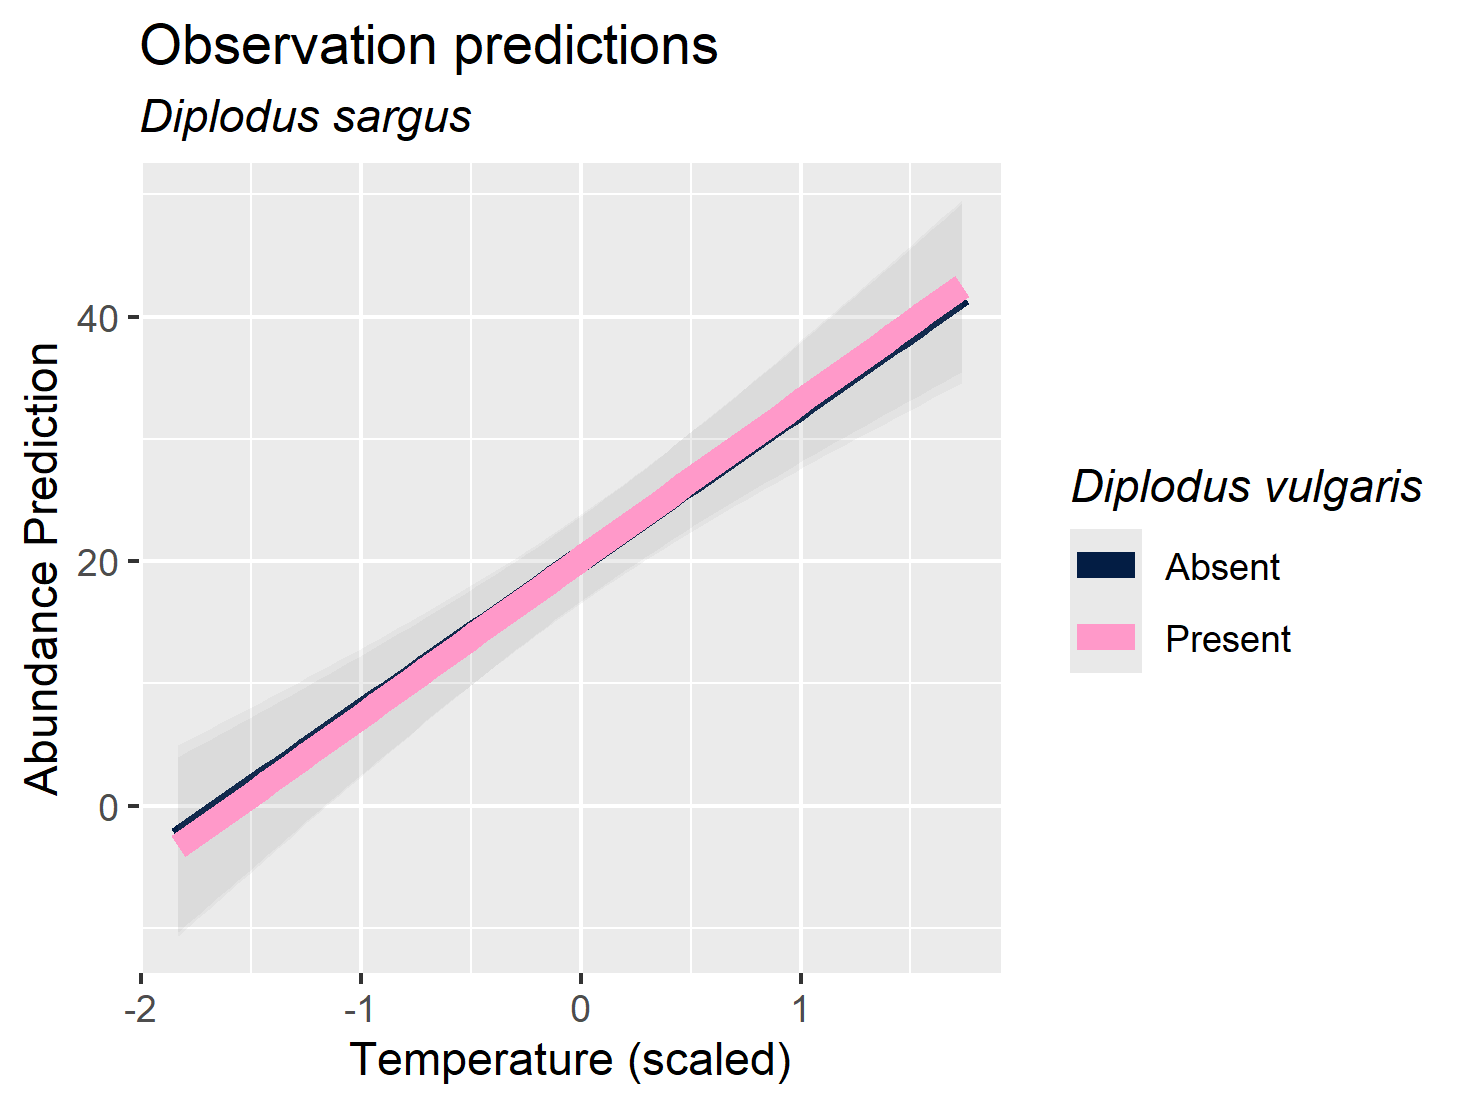 Observation predictions
Diplodus sargus
Abundance Prediction
40
20
0
-2 -1 0 1
Temperature (scaled)
Diplodus vulgaris
Absent
Present